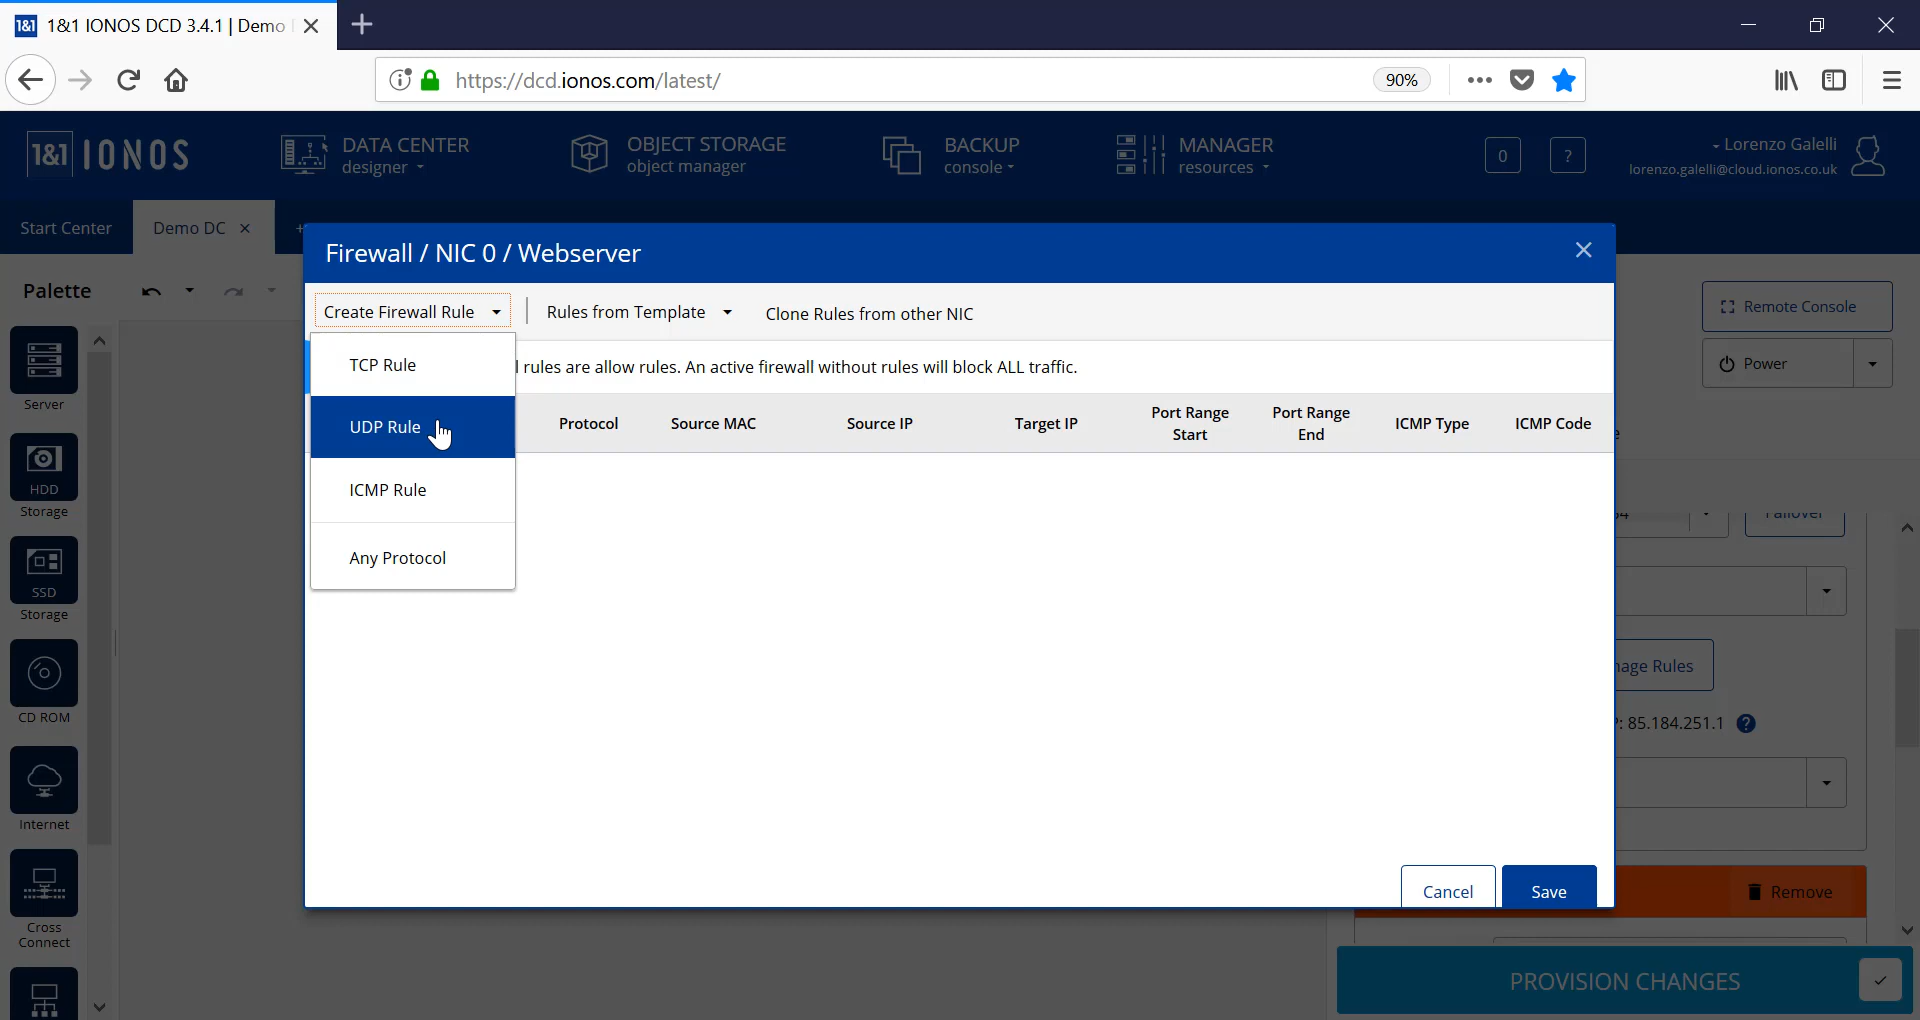 1&1 IONOS DCD 3.4.1 | Demo
https://dcd.ionos.com/latest/
90%
1&1 IONOS
DATA CENTER
designer
OBJECT STORAGE
object manager
BACKUP
console
MANAGER
resources
0
?
Lorenzo Galelli
lorenzo.galelli@cloud.ionos.co.uk
Start Center
Demo DC
+
Firewall / NIC 0 / Webserver
Palette
Create Firewall Rule
Rules from Template
Clone Rules from other NIC
Remote Console
Power
TCP Rule
rules are allow rules. An active firewall without rules will block ALL traffic.
UDP Rule
ICMP Rule
Any Protocol
Protocol
Source MAC
Source IP
Target IP
Port Range
Start
Port Range
End
ICMP Type
ICMP Code
Server
HDD
Storage
SSD
Storage
CD ROM
Internet
Cross
Connect
nage Rules
: 85.184.251.1
?
Cancel
Save
Remove
PROVISION CHANGES